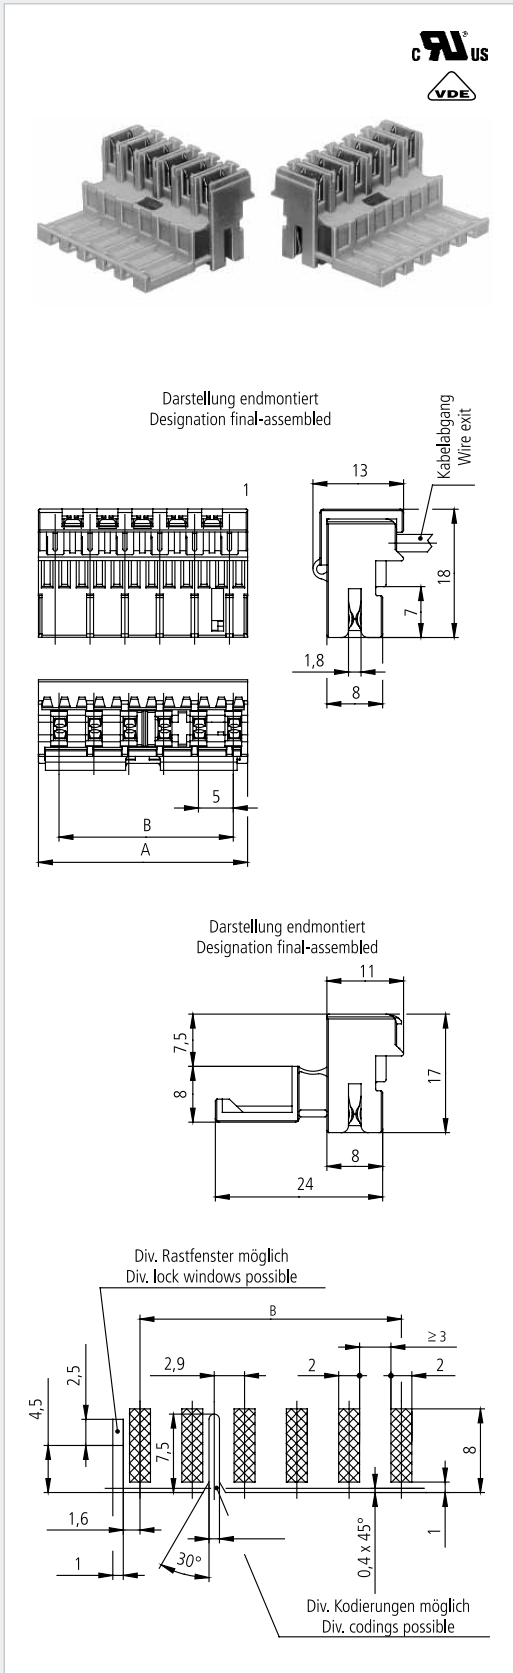 c RU ® US
VDE
Darstellung endmontiert
Designation final-assembled
Kabelabgang
Wire exit
13
1
18
7
1,8
8
5
B
A
Darstellung endmontiert
Designation final-assembled
11
7,5
8
17
8
24
Div. Rastfenster möglich
Div. lock windows possible
B
≥ 3
2,9
2
2
2,5
4,5
7,5
8
1,6
1
30°
0,4 x 45°
1
Div. Kodierungen möglich
Div. codings possible